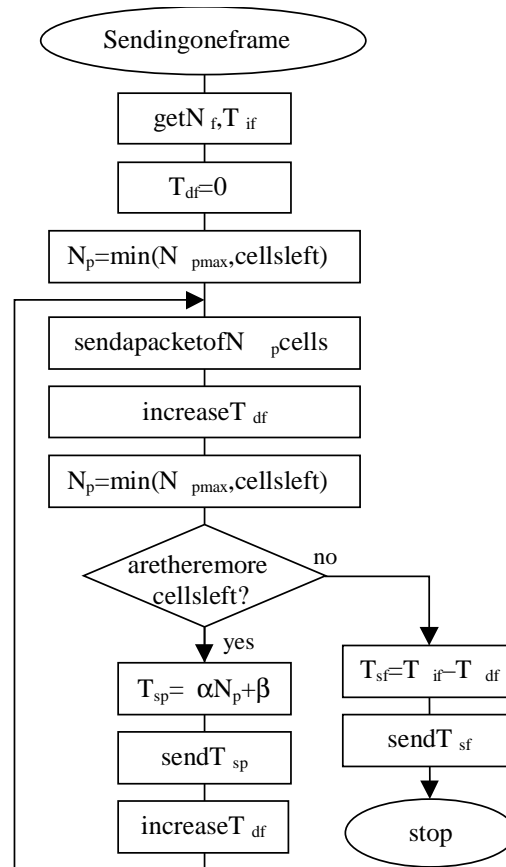 Sendingoneframe
getN f,T if
Tdf=0
Np=min(N pmax,cellsleft)
sendapacketofN pcells
increaseT df
Np=min(N pmax,cellsleft)
aretheremore
cellsleft?
no
yes
Tsp= αNp+β
sendT sp
increaseT df
Tsf=T if–T df
sendT sf
stop